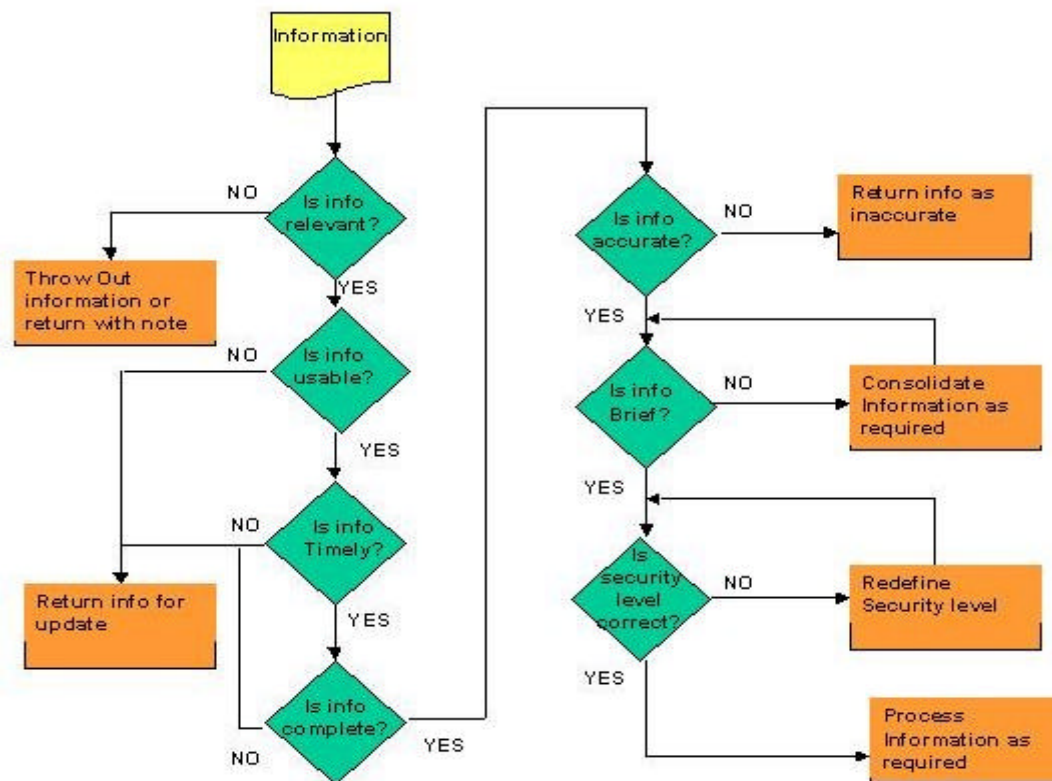 Information
NO
Is info
relevant?
YES
Throw Out
information or
return with note
NO
Is info
usable?
YES
NO
Is info
Timely?
YES
Return info for
update
Is info
complete?
NO
YES
Is info
accurate?
NO
Return info as
inaccurate
YES
Is info
Brief?
NO
Consolidate
Information as
required
YES
Is
security
level
correct?
NO
Redefine
Security level
YES
Process
Information as
required